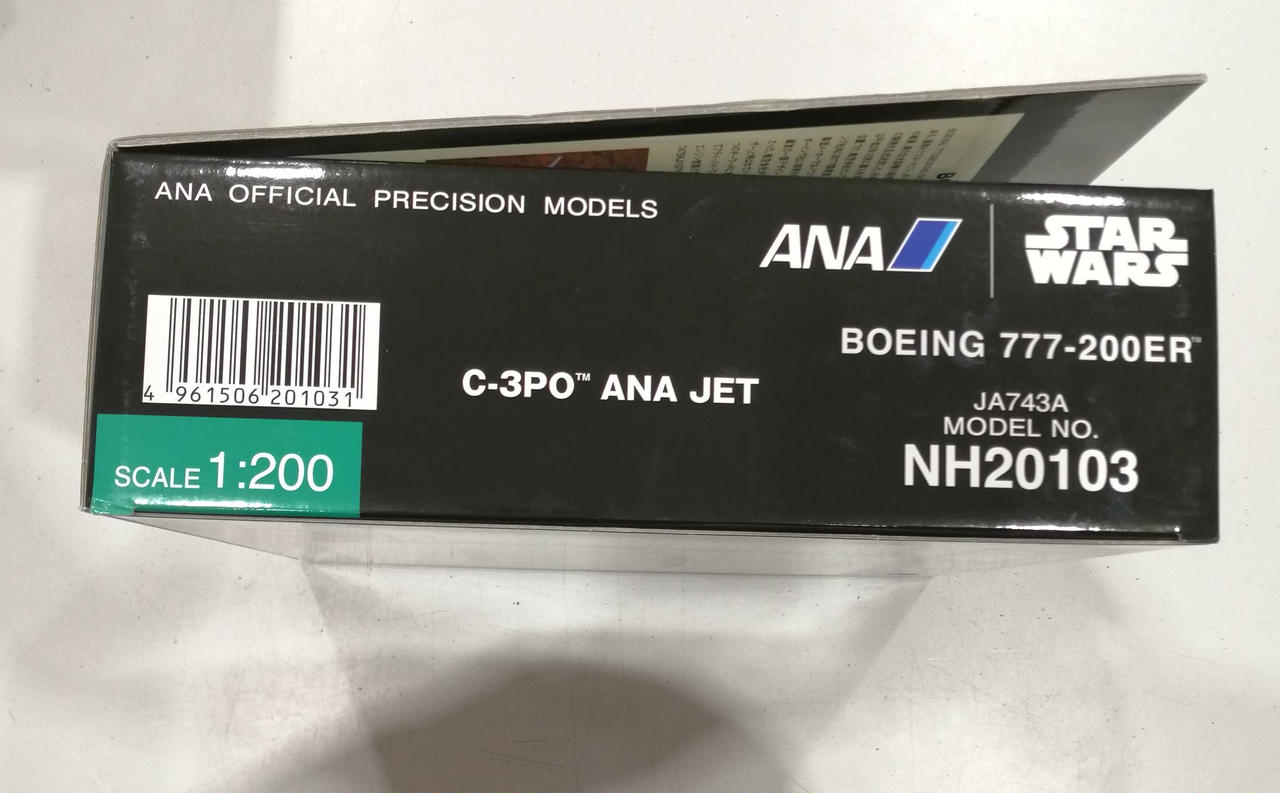 ANA OFFICIAL PRECISION MODELS
ANA
STAR
WARS
BOEING 777-200ER™
4 961506 201031
C-3PO™ ANA JET
JA743A
MODEL NO.
NH20103
SCALE 1:200